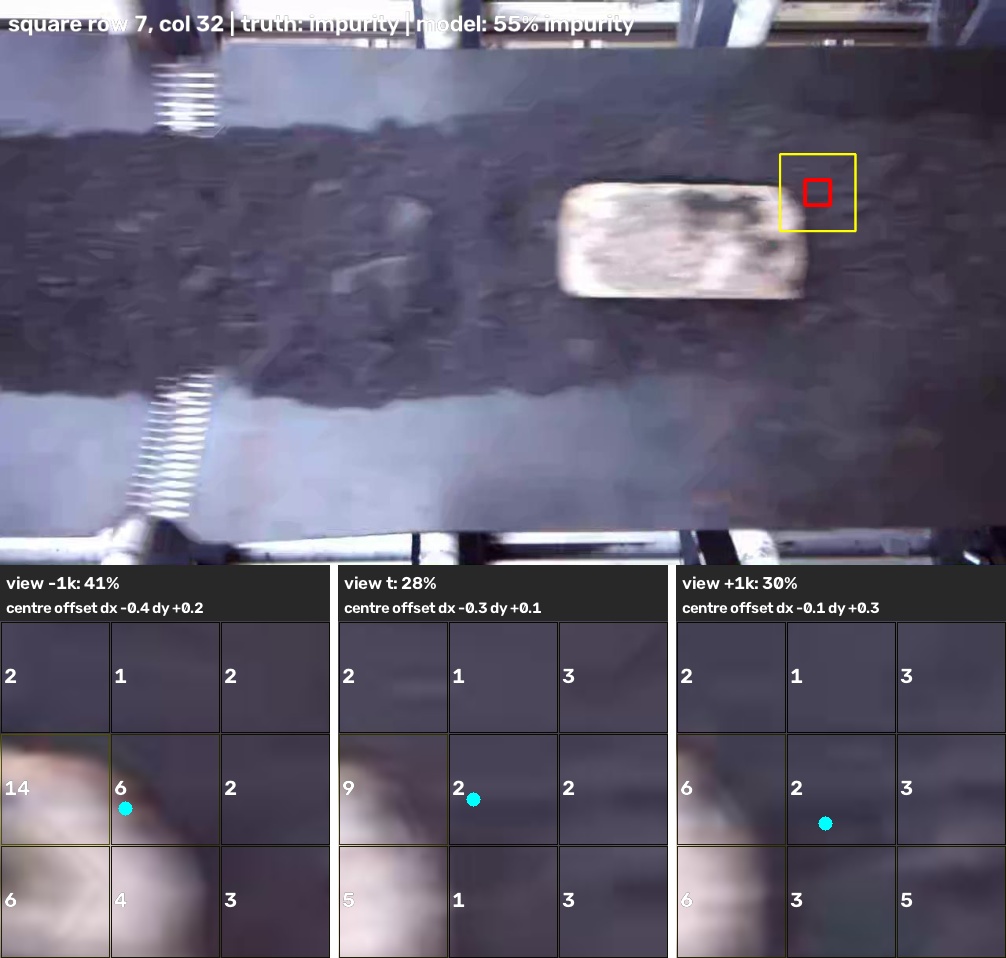 square row 7, col 32 | truth: impurity | model: 55% impurity
view -1k: 41%
centre offset dx -0.4 dy +0.2
2 1 2
14 6 2
6 4 3
view t: 28%
centre offset dx -0.3 dy +0.1
2 1 3
9 2 2
5 1 3
view +1k: 30%
centre offset dx -0.1 dy +0.3
2 1 3
6 2 3
6 3 5